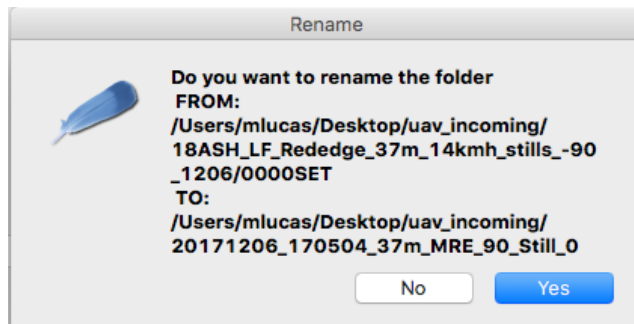 Rename
Do you want to rename the folder
FROM:
/Users/mlucas/Desktop/uav_incoming/
18ASH_LF_Rededge_37m_14kmh_stills_-90
_1206/0000SET
TO:
/Users/mlucas/Desktop/uav_incoming/
20171206_170504_37m_MRE_90_Still_0
No
Yes